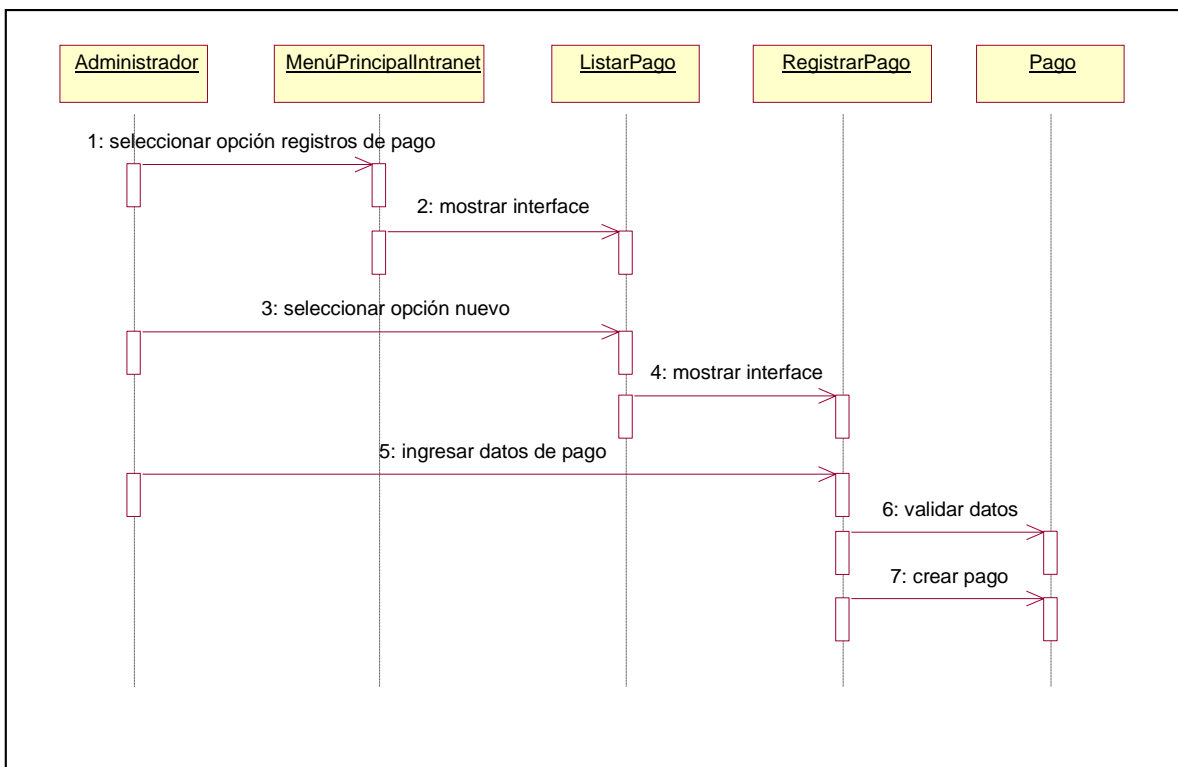 Administrador
MenúPrincipalIntranet
ListarPago
RegistrarPago
Pago
1: seleccionar opción registros de pago
2: mostrar interface
3: seleccionar opción nuevo
4: mostrar interface
5: ingresar datos de pago
6: validar datos
7: crear pago